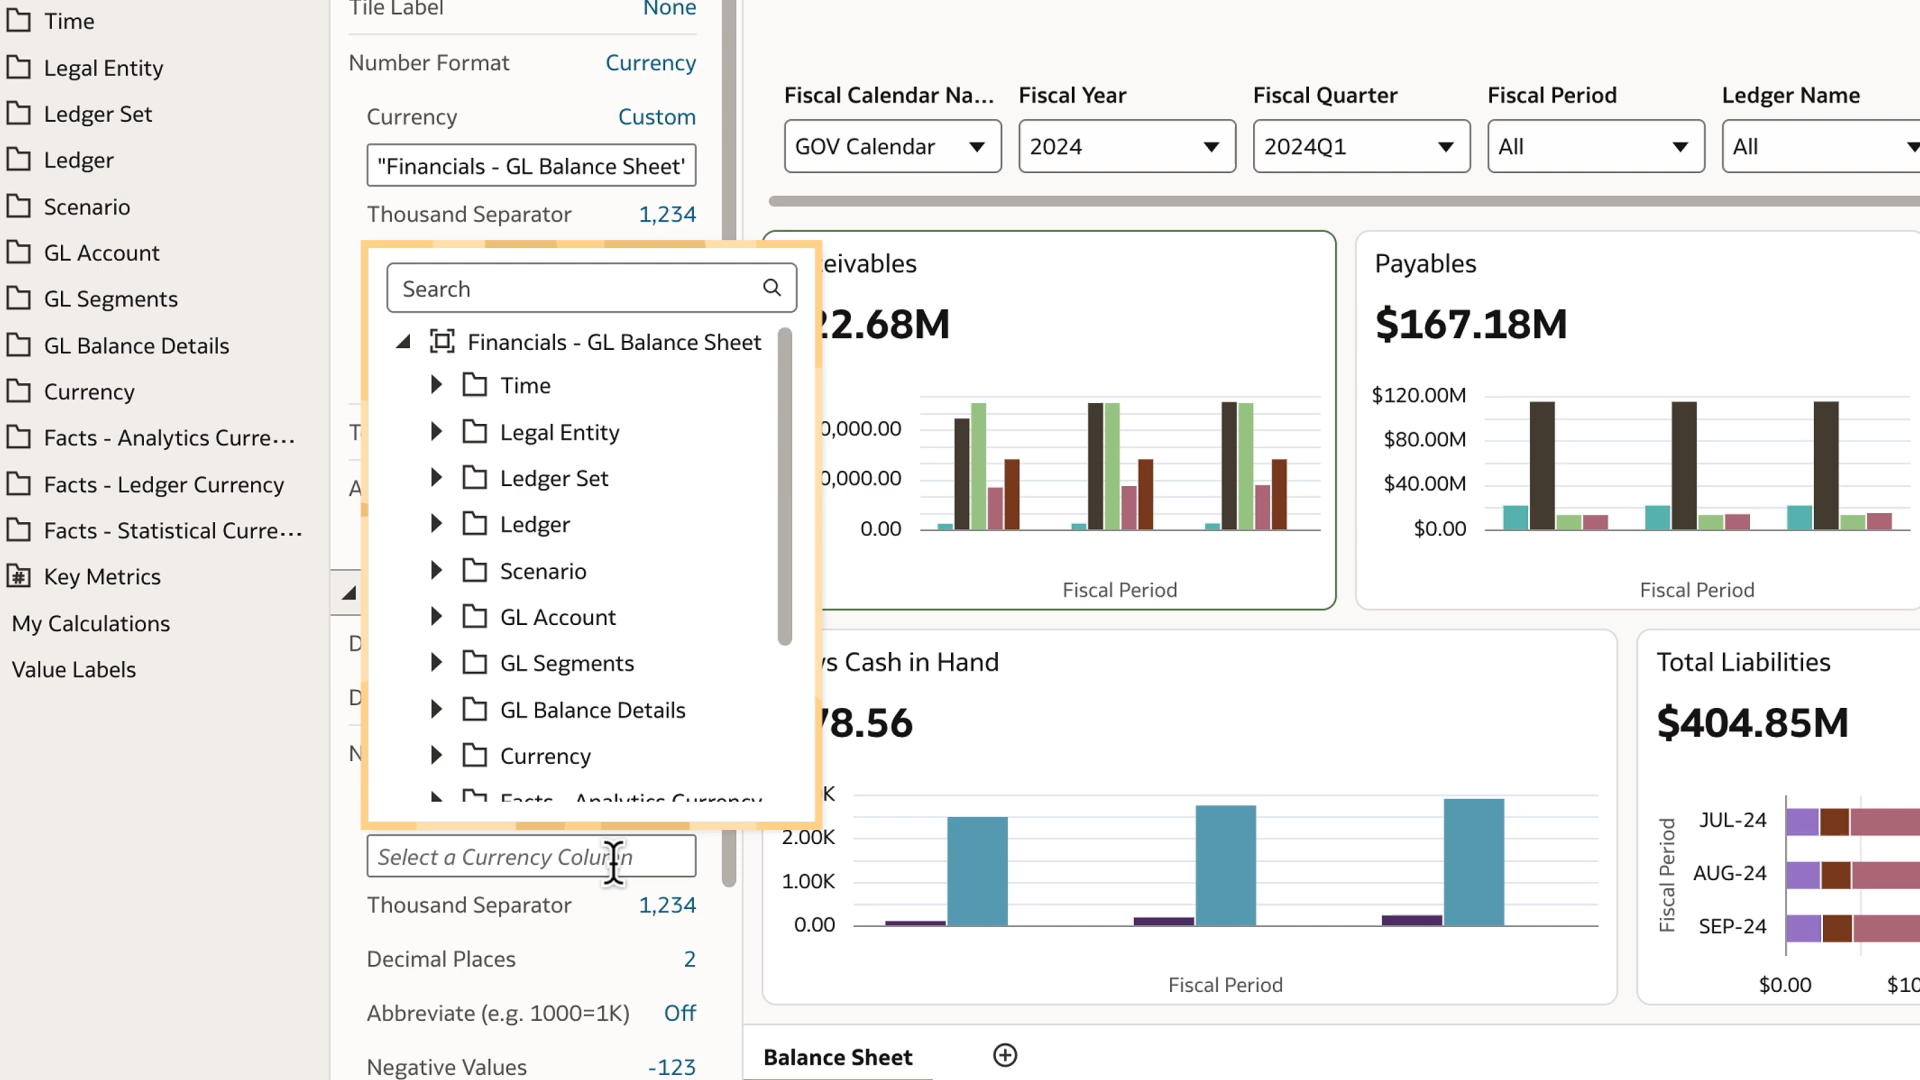 Time
Legal Entity
Ledger Set
Ledger
Scenario
GL Account
GL Segments
GL Balance Details
Currency
Facts - Analytics Curre...
Facts - Ledger Currency
Facts - Statistical Curre...
Key Metrics
My Calculations
Value Labels
Tile Label None
Number Format Currency
Currency Custom
"Financials - GL Balance Sheet'
Thousand Separator 1,234
Search
Financials - GL Balance Sheet
Time
Legal Entity
Ledger Set
Ledger
Scenario
GL Account
GL Segments
GL Balance Details
Currency
Facts - Analytics Currency
Select a Currency Column
Thousand Separator 1,234
Decimal Places 2
Abbreviate (e.g. 1000=1K) Off
Negative Values -123
Fiscal Calendar Na... Fiscal Year Fiscal Quarter Fiscal Period Ledger Name
GOV Calendar 2024 2024Q1 All All
eivables
22.68M
0,000.00
0,000.00
0.00
Fiscal Period
Payables
$167.18M
$120.00M
$80.00M
$40.00M
$0.00
Fiscal Period
s Cash in Hand
78.56
K
2.00K
1.00K
0.00
Fiscal Period
Total Liabilities
$404.85M
Fiscal Period
JUL-24
AUG-24
SEP-24
$0.00 $10
Balance Sheet